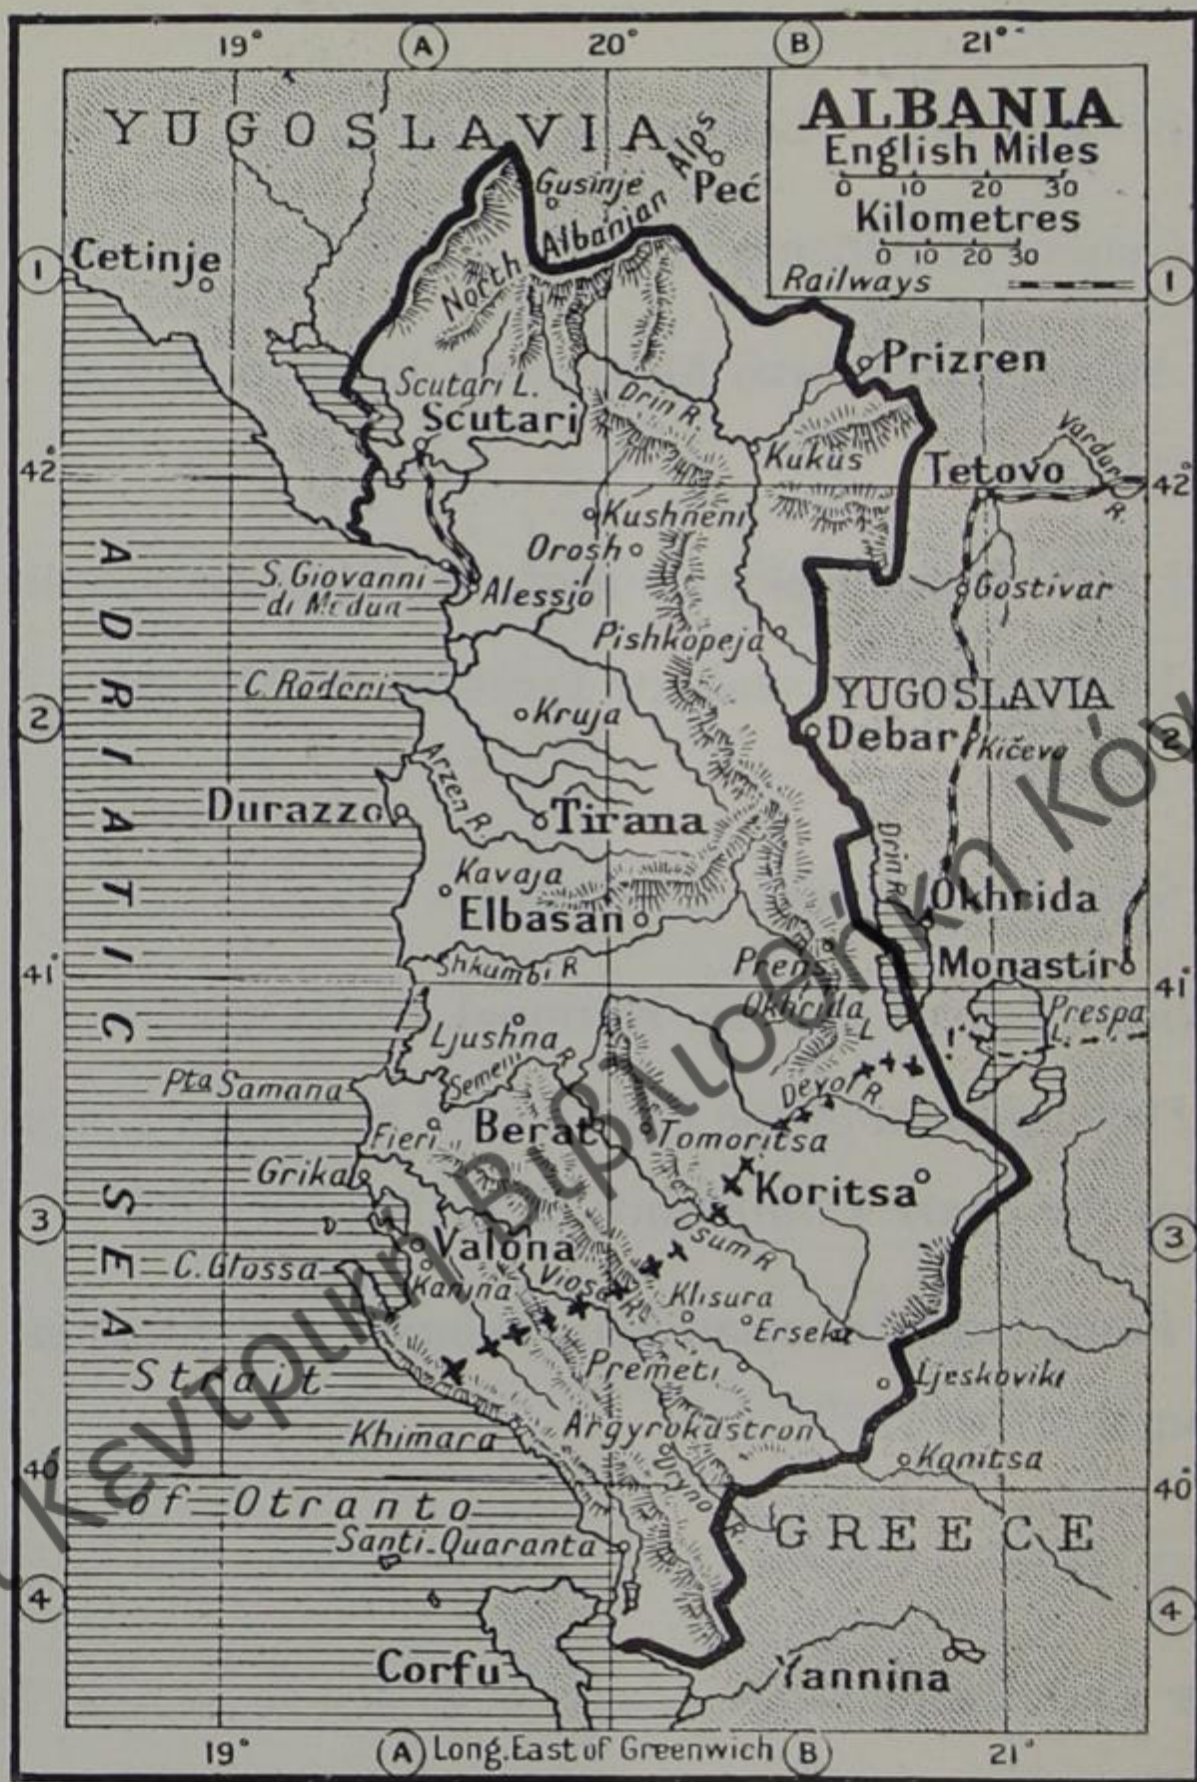 19° A 20° B 21°
YUGOSLAVIA
ALBANIA
English Miles
0 10 20 30
Kilometres
0 10 20 30
Railways
Gusinje
Peć
North Albanian Alps
1 Cetinje 1
Prizren
Scutari L.
Scutari
Drin R.
Kukus
Tetovo
Vardar R.
42° 42°
Kushneni
Orosh
S. Giovanni
di Medua
Alessio
Gostivar
Pishkopeja
C. Rodoni
YUGOSLAVIA
2 Kruja 2
Debar
Kičevo
Arzen R.
Durazzo
Tirana
Drin R.
Kavaja
Elbasan
Okhrida
41° 41°
Shkumbi R
Prens
Monastir
Okhrida
L
Prespa
L.
Ljushna
Semeni R
Devol R
Pta Samana
Fieri
Berat
Tomoritsa
Grika
Koritsa
3 3
Valona
Osum R
C. Glossa
Kanina
Viosa R.
Klisura
Erseka
Premeti
Ljeskoviki
Strait
of Otranto
Argyrokastron
Khimara
Dryno R.
Konitsa
40° 40°
GREECE
Santi-Quaranta
4 4
Corfu
Yannina
ADRIATIC SEA
19° A Long. East of Greenwich B 21°
Κεντρική Βιβλιοθήκη Κόν